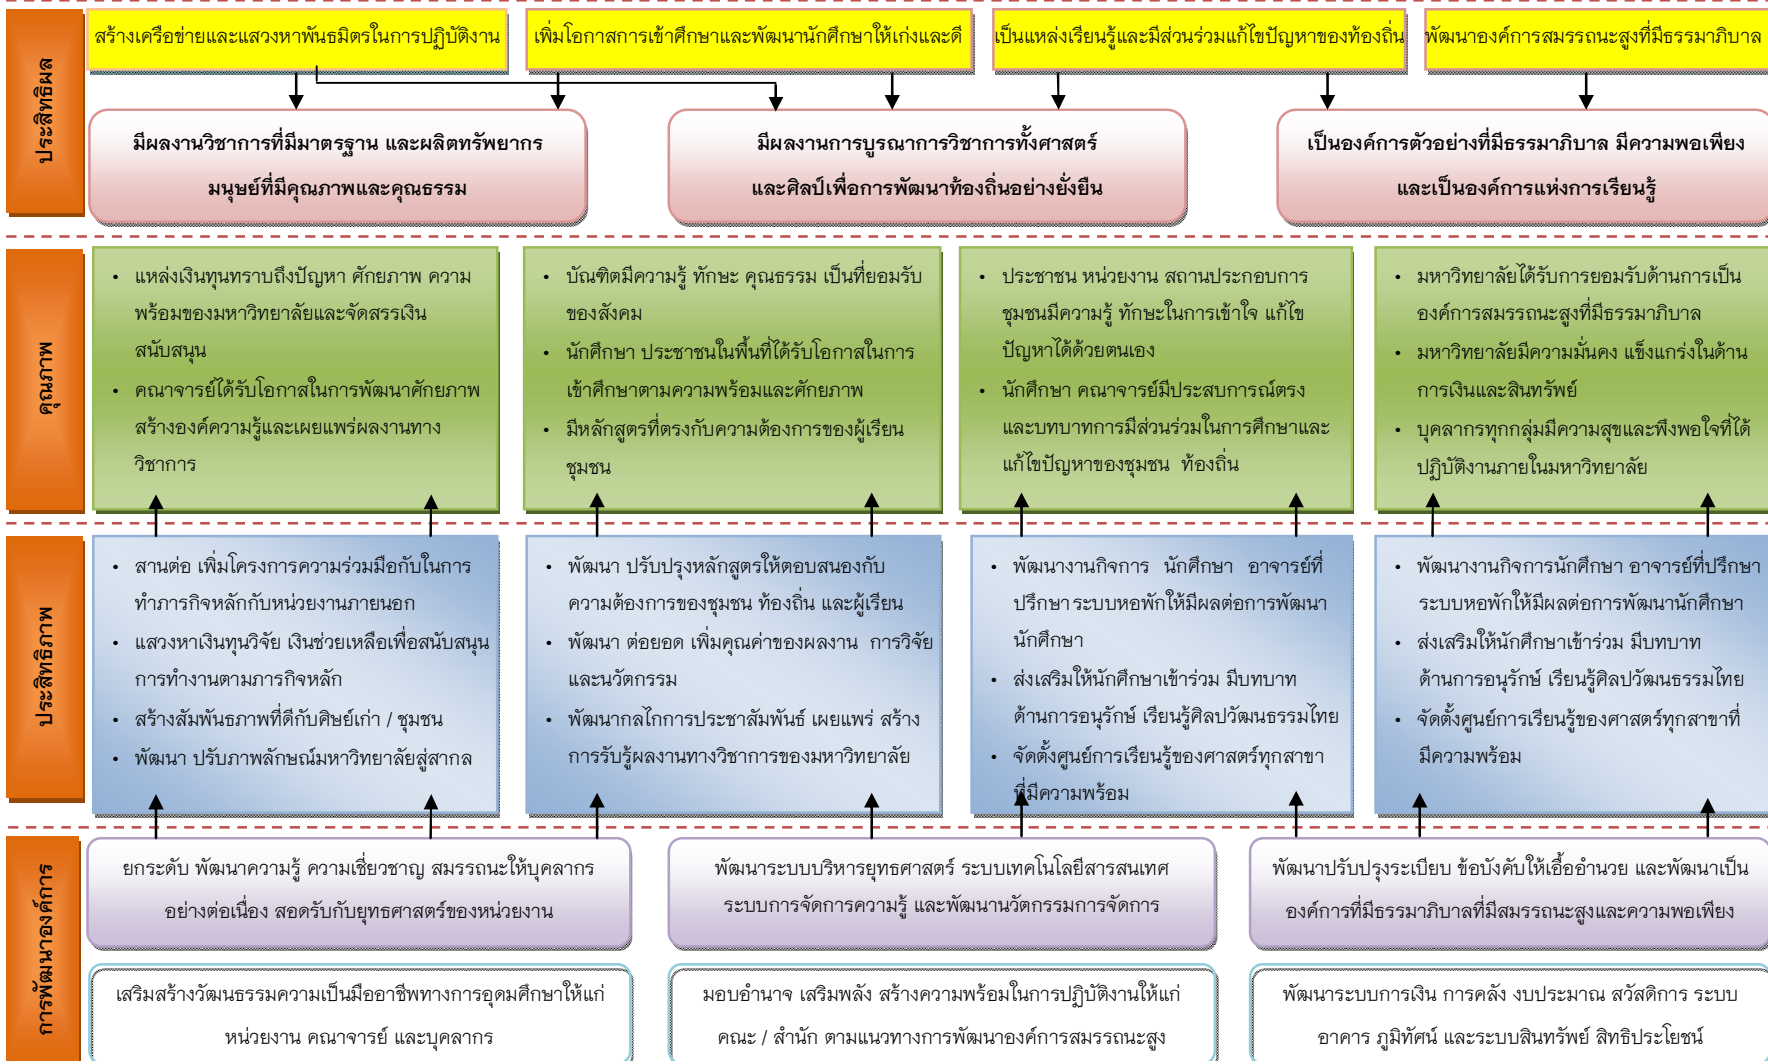 ประสิทธิผล
สร้างเครือข่ายและแสวงหาพันธมิตรในการปฏิบัติงาน
เพิ่มโอกาสการเข้าศึกษาและพัฒนานักศึกษาให้เก่งและดี
เป็นแหล่งเรียนรู้และมีส่วนร่วมแก้ไขปัญหาของท้องถิ่น
พัฒนาองค์การสมรรถนะสูงที่มีธรรมาภิบาล
มีผลงานวิชาการที่มีมาตรฐาน และผลิตทรัพยากร
มนุษย์ที่มีคุณภาพและคุณธรรม
มีผลงานการบูรณาการวิชาการทั้งศาสตร์
และศิลป์เพื่อการพัฒนาท้องถิ่นอย่างยั่งยืน
เป็นองค์การตัวอย่างที่มีธรรมาภิบาล มีความพอเพียง
และเป็นองค์การแห่งการเรียนรู้
คุณภาพ
• แหล่งเงินทุนทราบถึงปัญหา ศักยภาพ ความ
พร้อมของมหาวิทยาลัยและจัดสรรเงิน
สนับสนุน
• คณาจารย์ได้รับโอกาสในการพัฒนาศักยภาพ
สร้างองค์ความรู้และเผยแพร่ผลงานทาง
วิชาการ
• บัณฑิตมีความรู้ ทักษะ คุณธรรม เป็นที่ยอมรับ
ของสังคม
• นักศึกษา ประชาชนในพื้นที่ได้รับโอกาสในการ
เข้าศึกษาตามความพร้อมและศักยภาพ
• มีหลักสูตรที่ตรงกับความต้องการของผู้เรียน
ชุมชน
• ประชาชน หน่วยงาน สถานประกอบการ
ชุมชนมีความรู้ ทักษะในการเข้าใจ แก้ไข
ปัญหาได้ด้วยตนเอง
• นักศึกษา คณาจารย์มีประสบการณ์ตรง
และบทบาทการมีส่วนร่วมในการศึกษาและ
แก้ไขปัญหาของชุมชน ท้องถิ่น
• มหาวิทยาลัยได้รับการยอมรับด้านการเป็น
องค์การสมรรถนะสูงที่มีธรรมาภิบาล
• มหาวิทยาลัยมีความมั่นคง แข็งแกร่งในด้าน
การเงินและสินทรัพย์
• บุคลากรทุกกลุ่มมีความสุขและพึงพอใจที่ได้
ปฏิบัติงานภายในมหาวิทยาลัย
ประสิทธิภาพ
• สานต่อ เพิ่มโครงการความร่วมมือกับในการ
ทำภารกิจหลักกับหน่วยงานภายนอก
• แสวงหาเงินทุนวิจัย เงินช่วยเหลือเพื่อสนับสนุน
การทำงานตามภารกิจหลัก
• สร้างสัมพันธภาพที่ดีกับศิษย์เก่า / ชุมชน
• พัฒนา ปรับภาพลักษณ์มหาวิทยาลัยสู่สากล
• พัฒนา ปรับปรุงหลักสูตรให้ตอบสนองกับ
ความต้องการของชุมชน ท้องถิ่น และผู้เรียน
• พัฒนา ต่อยอด เพิ่มคุณค่าของผลงาน การวิจัย
และนวัตกรรม
• พัฒนากลไกการประชาสัมพันธ์ เผยแพร่ สร้าง
การรับรู้ผลงานทางวิชาการของมหาวิทยาลัย
• พัฒนางานกิจการ นักศึกษา อาจารย์ที่
ปรึกษา ระบบหอพักให้มีผลต่อการพัฒนา
นักศึกษา
• ส่งเสริมให้นักศึกษาเข้าร่วม มีบทบาท
ด้านการอนุรักษ์ เรียนรู้ศิลปวัฒนธรรมไทย
• จัดตั้งศูนย์การเรียนรู้ของศาสตร์ทุกสาขา
ที่มีความพร้อม
• พัฒนางานกิจการนักศึกษา อาจารย์ที่ปรึกษา
ระบบหอพักให้มีผลต่อการพัฒนานักศึกษา
• ส่งเสริมให้นักศึกษาเข้าร่วม มีบทบาท
ด้านการอนุรักษ์ เรียนรู้ศิลปวัฒนธรรมไทย
• จัดตั้งศูนย์การเรียนรู้ของศาสตร์ทุกสาขาที่
มีความพร้อม
การพัฒนาองค์การ
ยกระดับ พัฒนาความรู้ ความเชี่ยวชาญ สมรรถนะให้บุคลากร
อย่างต่อเนื่อง สอดรับกับยุทธศาสตร์ของหน่วยงาน
พัฒนาระบบบริหารยุทธศาสตร์ ระบบเทคโนโลยีสารสนเทศ
ระบบการจัดการความรู้ และพัฒนานวัตกรรมการจัดการ
พัฒนาปรับปรุงระเบียบ ข้อบังคับให้เอื้ออำนวย และพัฒนาเป็น
องค์การที่มีธรรมาภิบาลที่มีสมรรถนะสูงและความพอเพียง
เสริมสร้างวัฒนธรรมความเป็นมืออาชีพทางการอุดมศึกษาให้แก่
หน่วยงาน คณาจารย์ และบุคลากร
มอบอำนาจ เสริมพลัง สร้างความพร้อมในการปฏิบัติงานให้แก่
คณะ / สำนัก ตามแนวทางการพัฒนาองค์การสมรรถนะสูง
พัฒนาระบบการเงิน การคลัง งบประมาณ สวัสดิการ ระบบ
อาคาร ภูมิทัศน์ และระบบสินทรัพย์ สิทธิประโยชน์